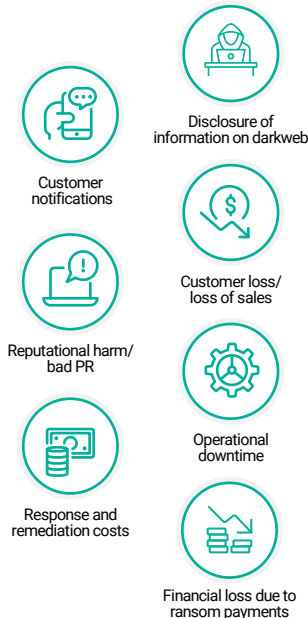 Disclosure of
information on darkweb
Customer
notifications
Customer loss/
loss of sales
Reputational harm/
bad PR
Operational
downtime
Response and
remediation costs
Financial loss due to
ransom payments